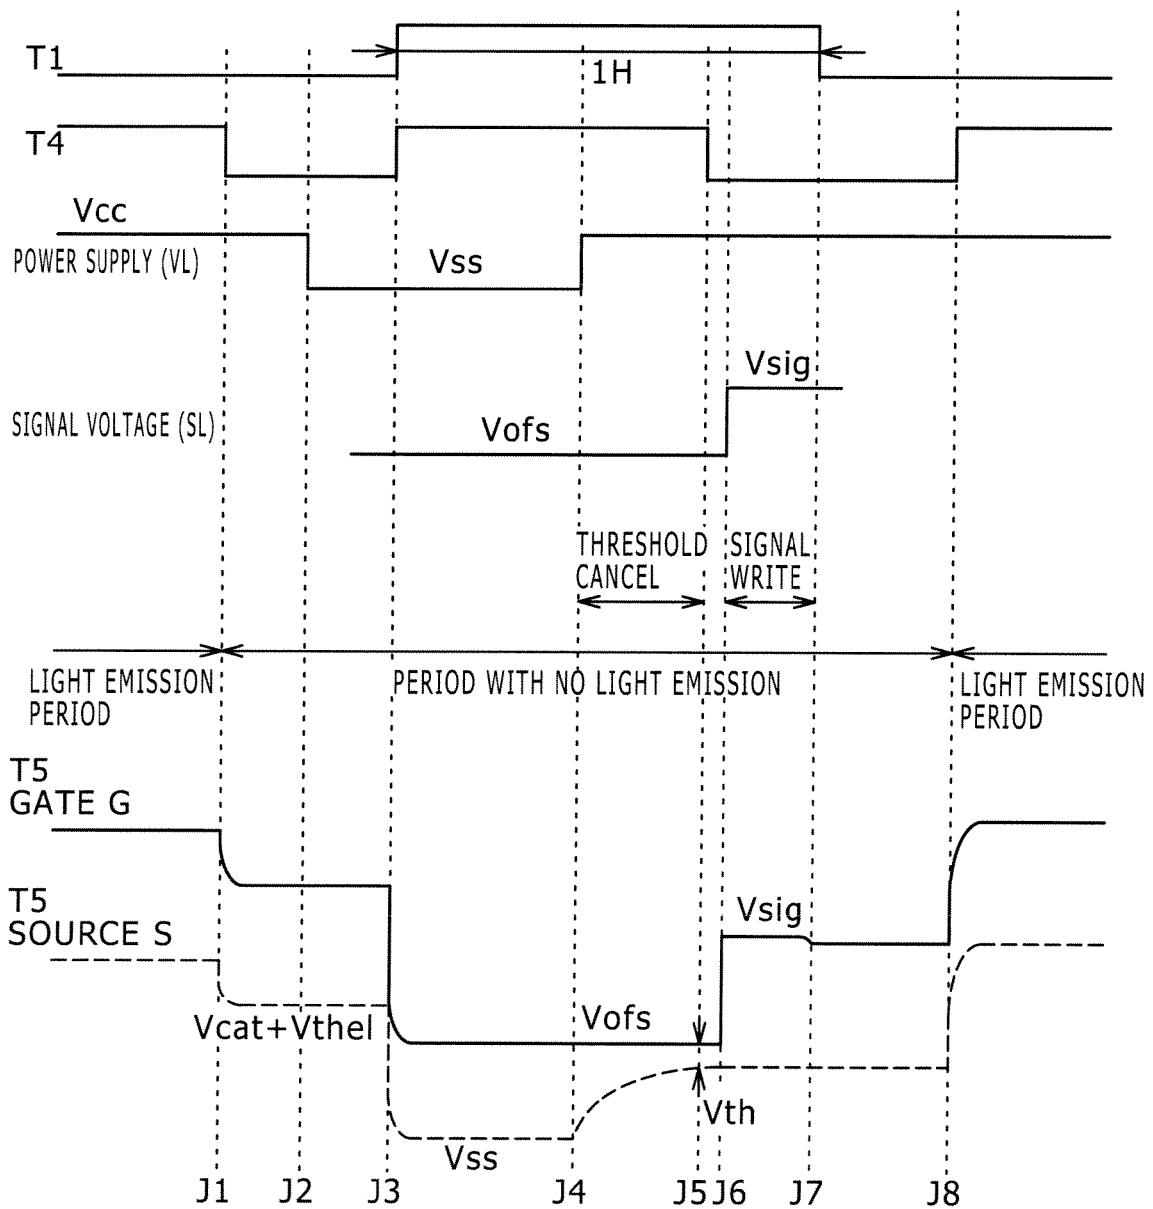 T1
1H
T4
Vcc
POWER SUPPLY (VL)
Vss
Vsig
SIGNAL VOLTAGE (SL)
Vofs
THRESHOLD
CANCEL
SIGNAL
WRITE
LIGHT EMISSION
PERIOD
PERIOD WITH NO LIGHT EMISSION
LIGHT EMISSION
PERIOD
T5
GATE G
T5
SOURCE S
Vsig
Vcat+Vthel
Vofs
Vth
Vss
J1 J2 J3 J4 J5 J6 J7 J8